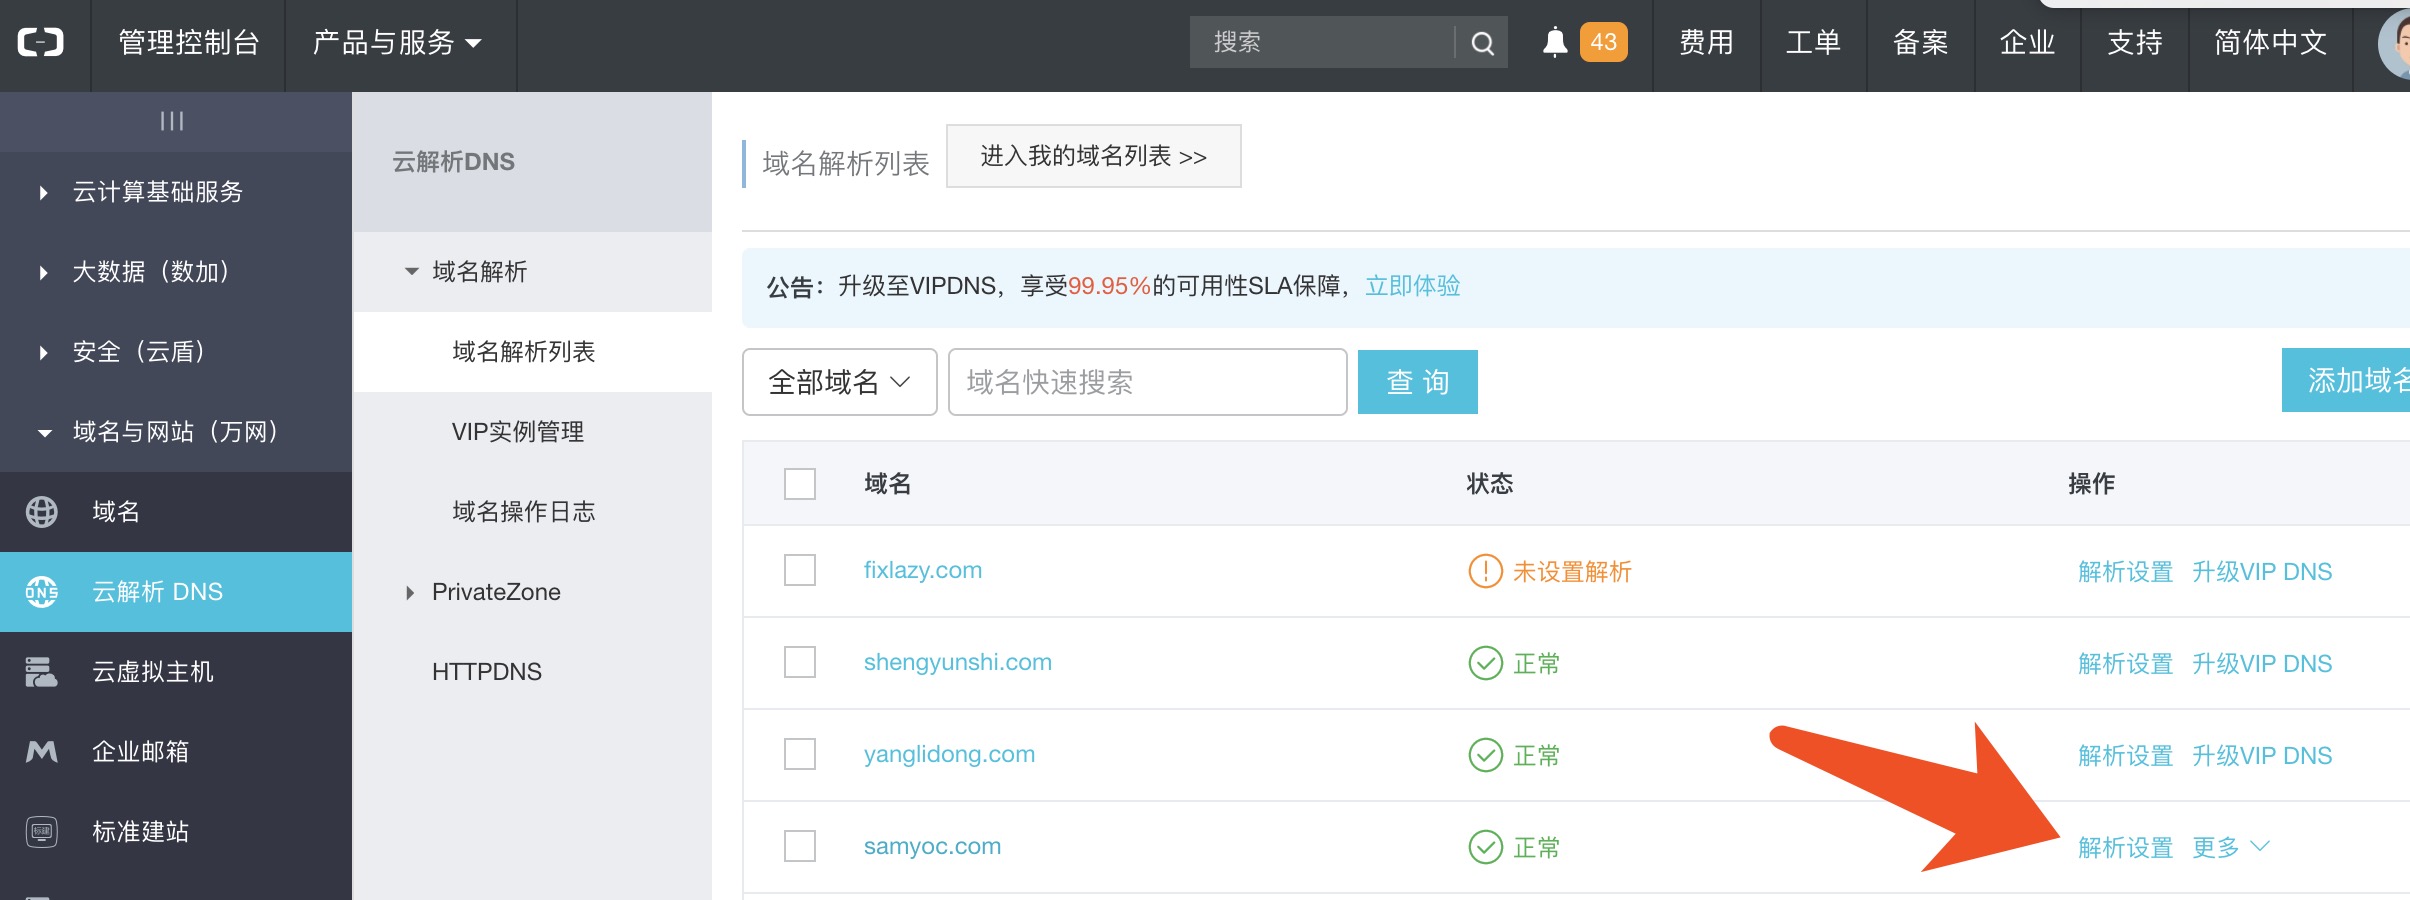 管理控制台
产品与服务
搜索
43
费用
工单
备案
企业
支持
简体中文
云计算基础服务
大数据（数加）
安全（云盾）
域名与网站（万网）
域名
DNS
云解析 DNS
云虚拟主机
企业邮箱
标准建站
云解析DNS
域名解析
域名解析列表
VIP实例管理
域名操作日志
PrivateZone
HTTPDNS
域名解析列表
进入我的域名列表 >>
公告：升级至VIPDNS，享受99.95%的可用性SLA保障，立即体验
全部域名
域名快速搜索
查 询
添加域名
域名 状态 操作
fixlazy.com 未设置解析 解析设置 升级VIP DNS
shengyunshi.com 正常 解析设置 升级VIP DNS
yanglidong.com 正常 解析设置 升级VIP DNS
samyoc.com 正常 解析设置 更多